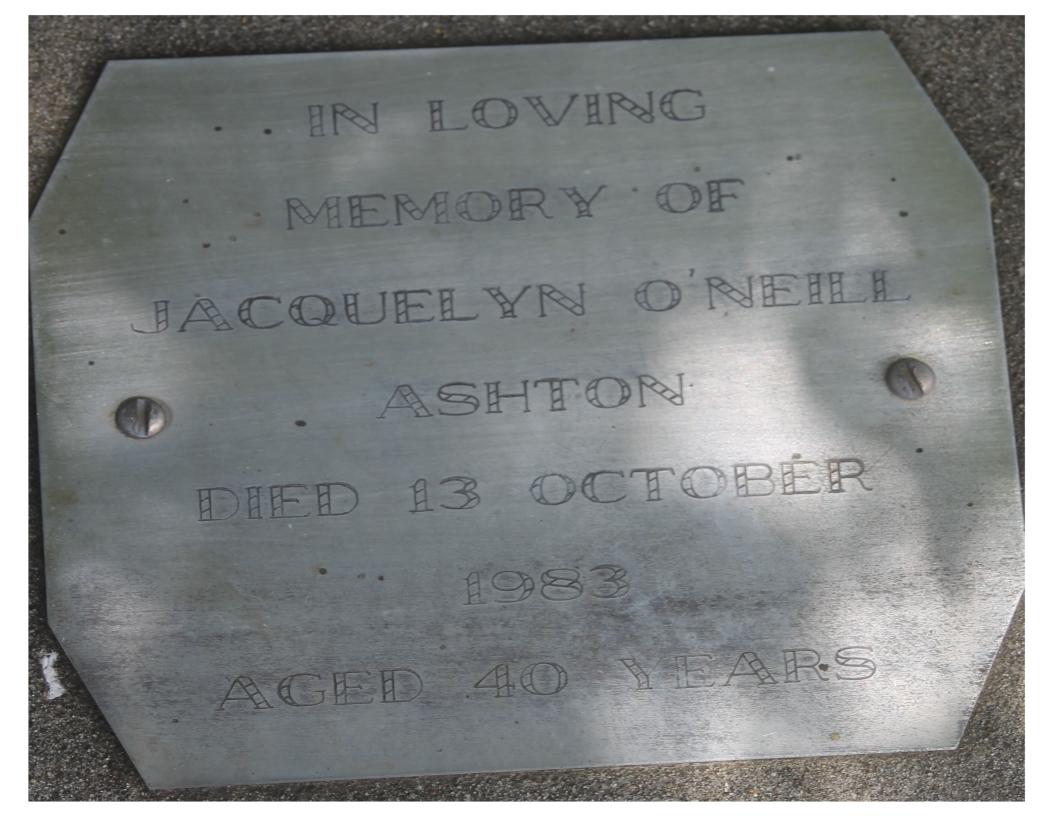 IN LOVING
MEMORY OF
JACQUELYN O'NEILL
ASHTON
DIED 13 OCTOBER
1983
AGED 40 YEARS